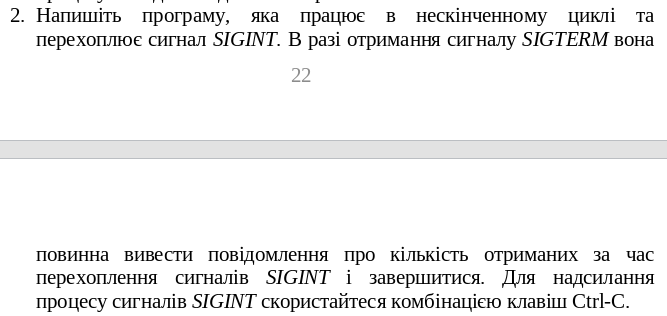 2. Напишіть програму, яка працює в нескінченному циклі та
перехоплює сигнал SIGINT. В разі отримання сигналу SIGTERM вона
22
повинна вивести повідомлення про кількість отриманих за час
перехоплення сигналів SIGINT і завершитися. Для надсилання
процесу сигналів SIGINT скористайтеся комбінацією клавіш Ctrl-C.